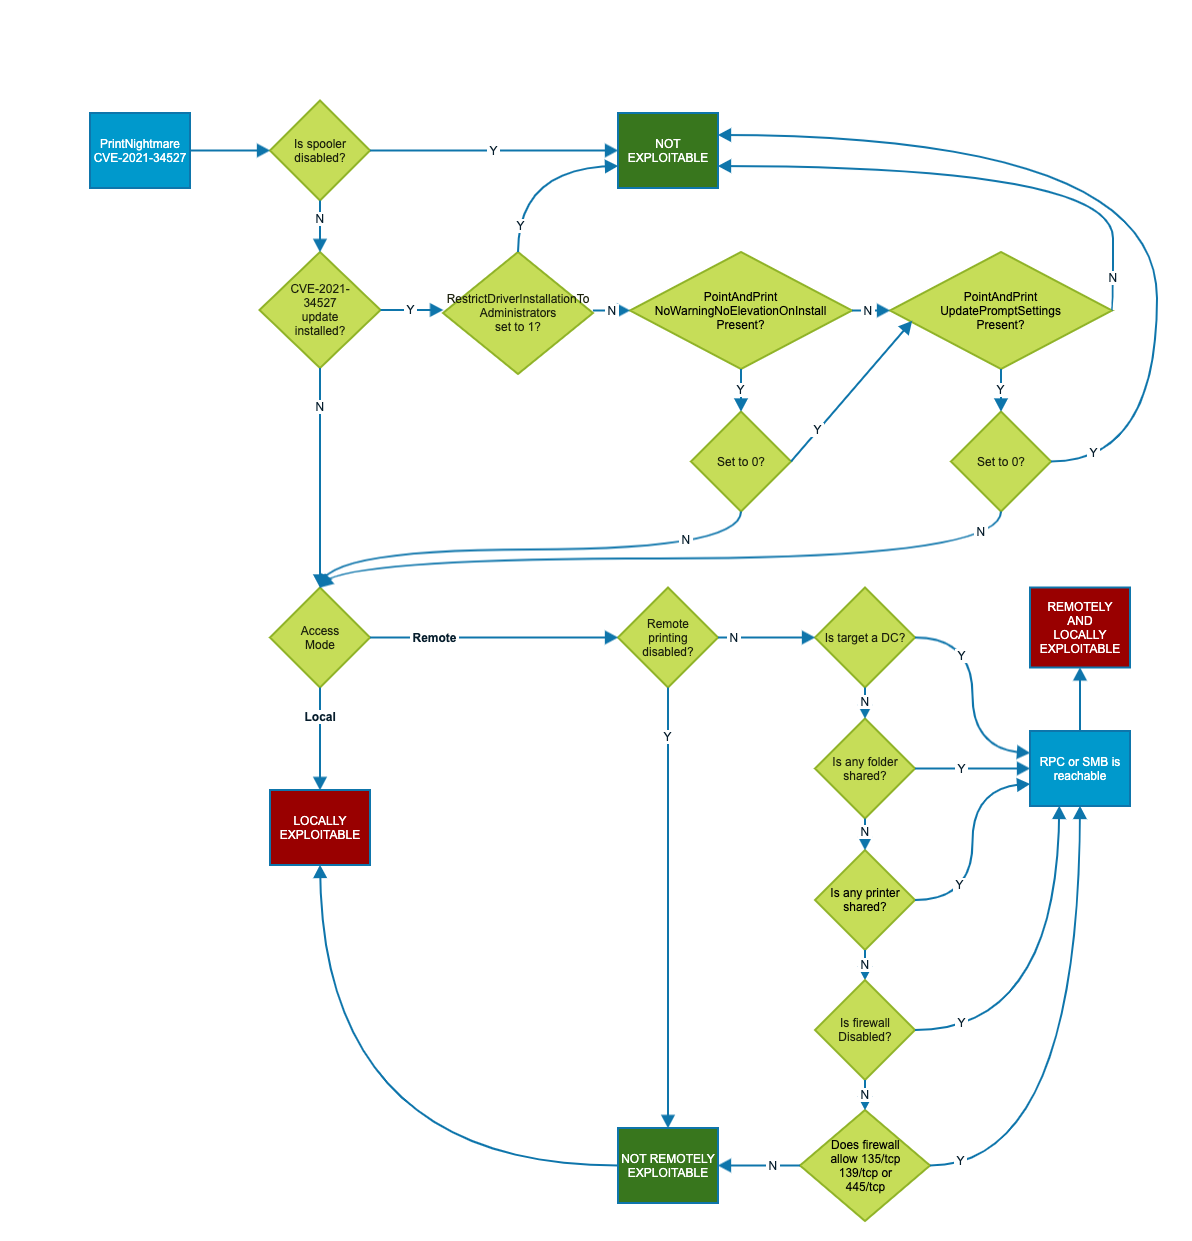 PrintNightmare
CVE-2021-34527
Is spooler
disabled?
Y
NOT
EXPLOITABLE
N
CVE-2021-
34527
update
installed?
Y
RestrictDriverInstallationTo
Administrators
set to 1?
Y
N
PointAndPrint
NoWarningNoElevationOnInstall
Present?
N
PointAndPrint
UpdatePromptSettings
Present?
N
N
Y
Y
Set to 0?
Y
Set to 0?
Y
N
N
Access
Mode
Remote
Remote
printing
disabled?
N
Is target a DC?
Y
REMOTELY
AND
LOCALLY
EXPLOITABLE
Local
Y
N
Is any folder
shared?
Y
RPC or SMB is
reachable
LOCALLY
EXPLOITABLE
N
Is any printer
shared?
Y
N
Is firewall
Disabled?
Y
N
Does firewall
allow 135/tcp
139/tcp or
445/tcp
Y
N
NOT REMOTELY
EXPLOITABLE